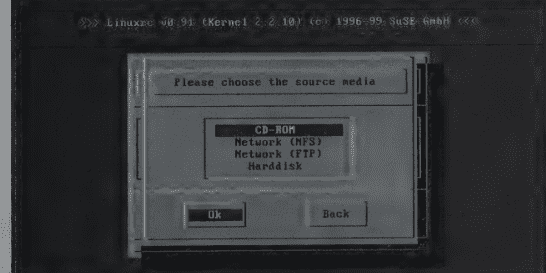 >>> Linuxrc v0.91 (Kernel 2.2.10) (c) 1996-99 SuSE GmbH <<<
Please choose the source media
CD-ROM
Network (NFS)
Network (FTP)
Harddisk
Ok
Back